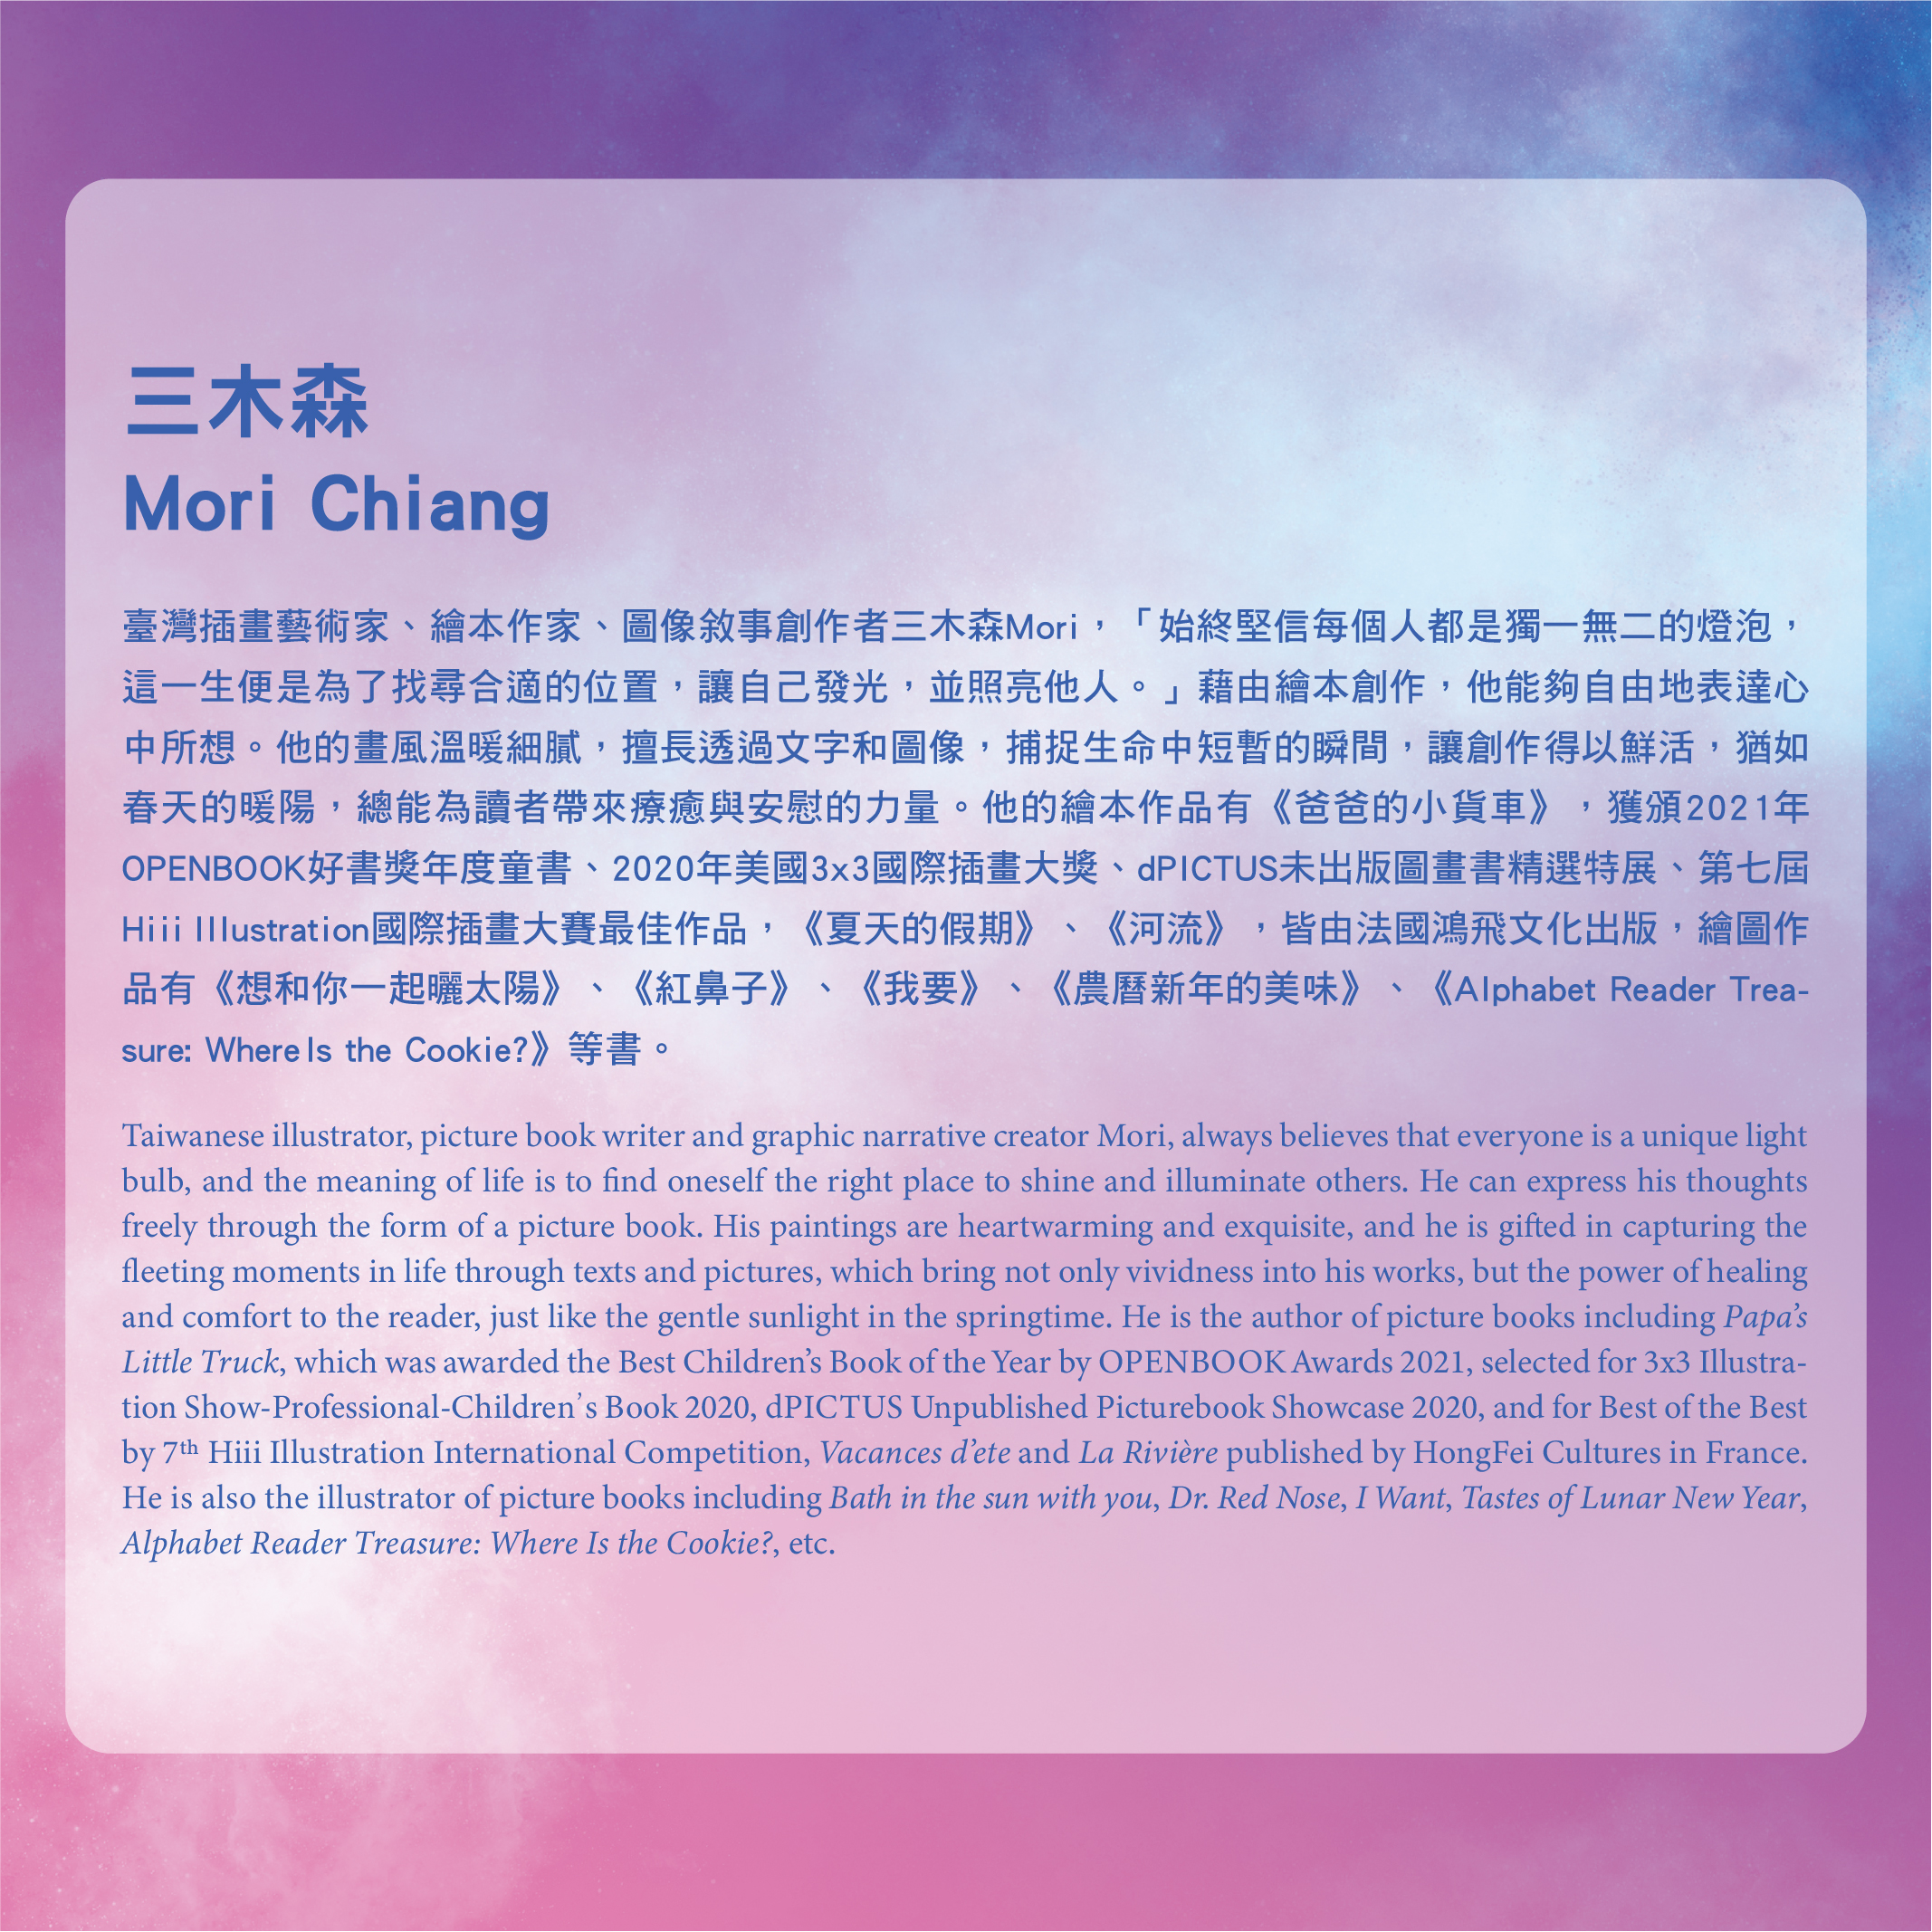 三木森
Mori Chiang
臺灣插畫藝術家、繪本作家、圖像敘事創作者三木森Mori，「始終堅信每個人都是獨一無二的燈泡，
這一生便是為了找尋合適的位置，讓自己發光，並照亮他人。」藉由繪本創作，他能夠自由地表達心
中所想。他的畫風溫暖細膩，擅長透過文字和圖像，捕捉生命中短暫的瞬間，讓創作得以鮮活，猶如
春天的暖陽，總能為讀者帶來療癒與安慰的力量。他的繪本作品有《爸爸的小貨車》，獲頒2021年
OPENBOOK好書獎年度童書、2020年美國3x3國際插畫大獎、dPICTUS未出版圖畫書精選特展、第七屆
Hiii Illustration國際插畫大賽最佳作品，《夏天的假期》、《河流》，皆由法國鴻飛文化出版，繪圖作
品有《想和你一起曬太陽》、《紅鼻子》、《我要》、《農曆新年的美味》、《Alphabet Reader Trea-
sure: Where Is the Cookie?》等書。
Taiwanese illustrator, picture book writer and graphic narrative creator Mori, always believes that everyone is a unique light
bulb, and the meaning of life is to find oneself the right place to shine and illuminate others. He can express his thoughts
freely through the form of a picture book. His paintings are heartwarming and exquisite, and he is gifted in capturing the
fleeting moments in life through texts and pictures, which bring not only vividness into his works, but the power of healing
and comfort to the reader, just like the gentle sunlight in the springtime. He is the author of picture books including Papa’s
Little Truck, which was awarded the Best Children’s Book of the Year by OPENBOOK Awards 2021, selected for 3x3 Illustra-
tion Show-Professional-Children’s Book 2020, dPICTUS Unpublished Picturebook Showcase 2020, and for Best of the Best
by 7th Hiii Illustration International Competition, Vacances d’ete and La Rivière published by HongFei Cultures in France.
He is also the illustrator of picture books including Bath in the sun with you, Dr. Red Nose, I Want, Tastes of Lunar New Year,
Alphabet Reader Treasure: Where Is the Cookie?, etc.